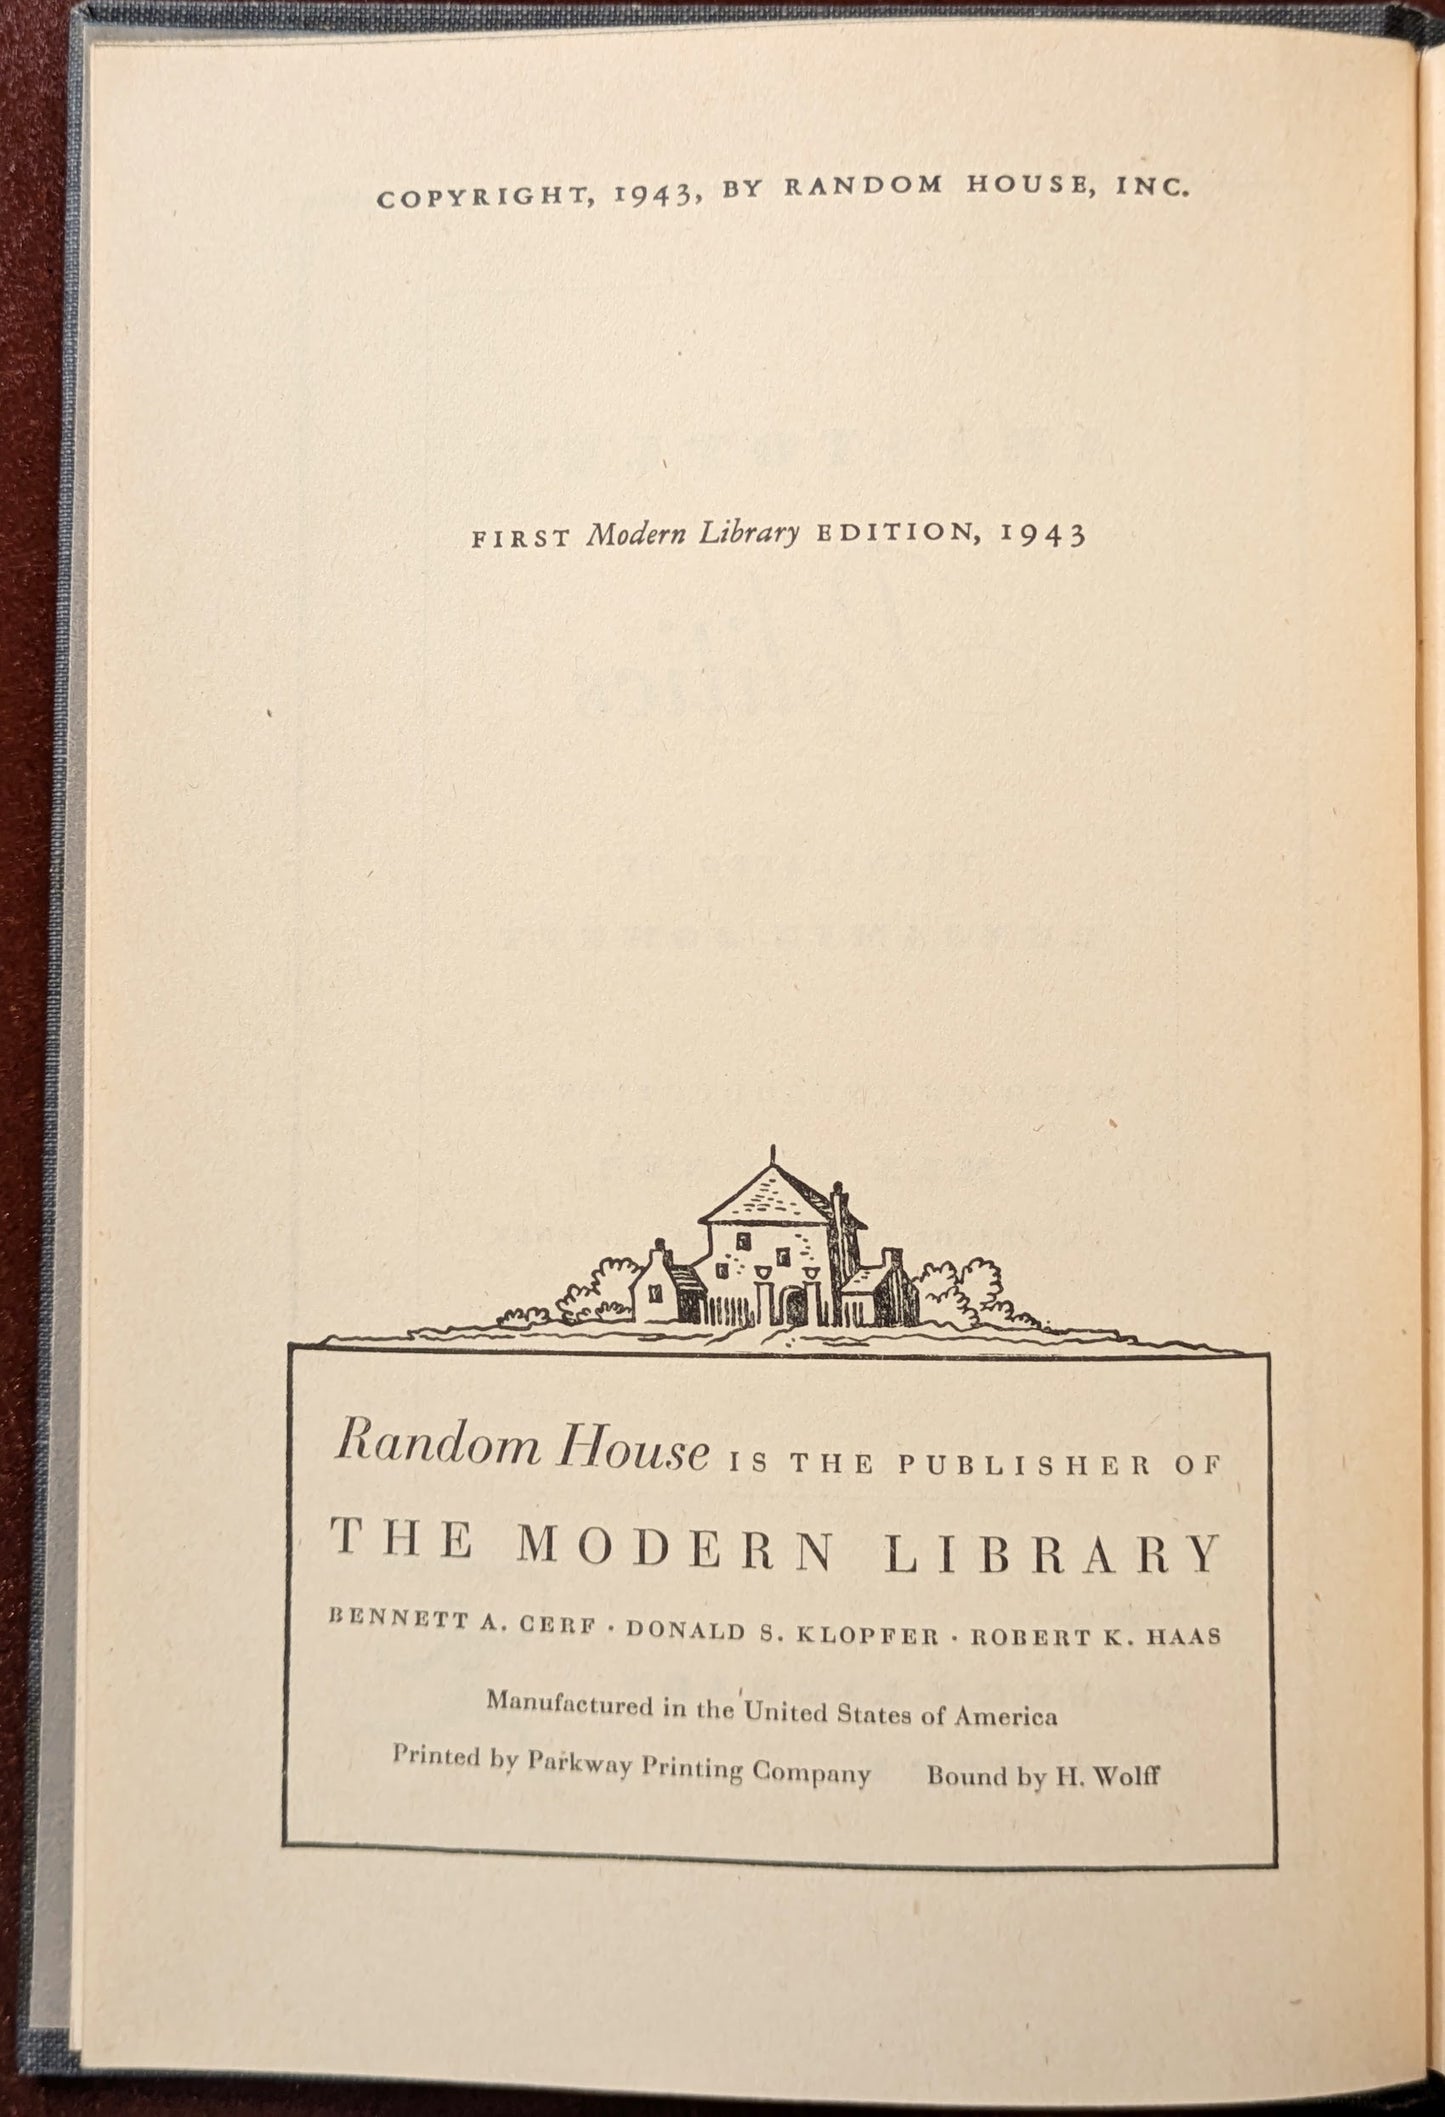 COPYRIGHT, 1943, BY RANDOM HOUSE, INC.
FIRST Modern Library EDITION, 1943
Random House IS THE PUBLISHER OF
THE MODERN LIBRARY
BENNETT A. CERF · DONALD S. KLOPFER · ROBERT K. HAAS
Manufactured in the United States of America
Printed by Parkway Printing Company Bound by H. Wolff